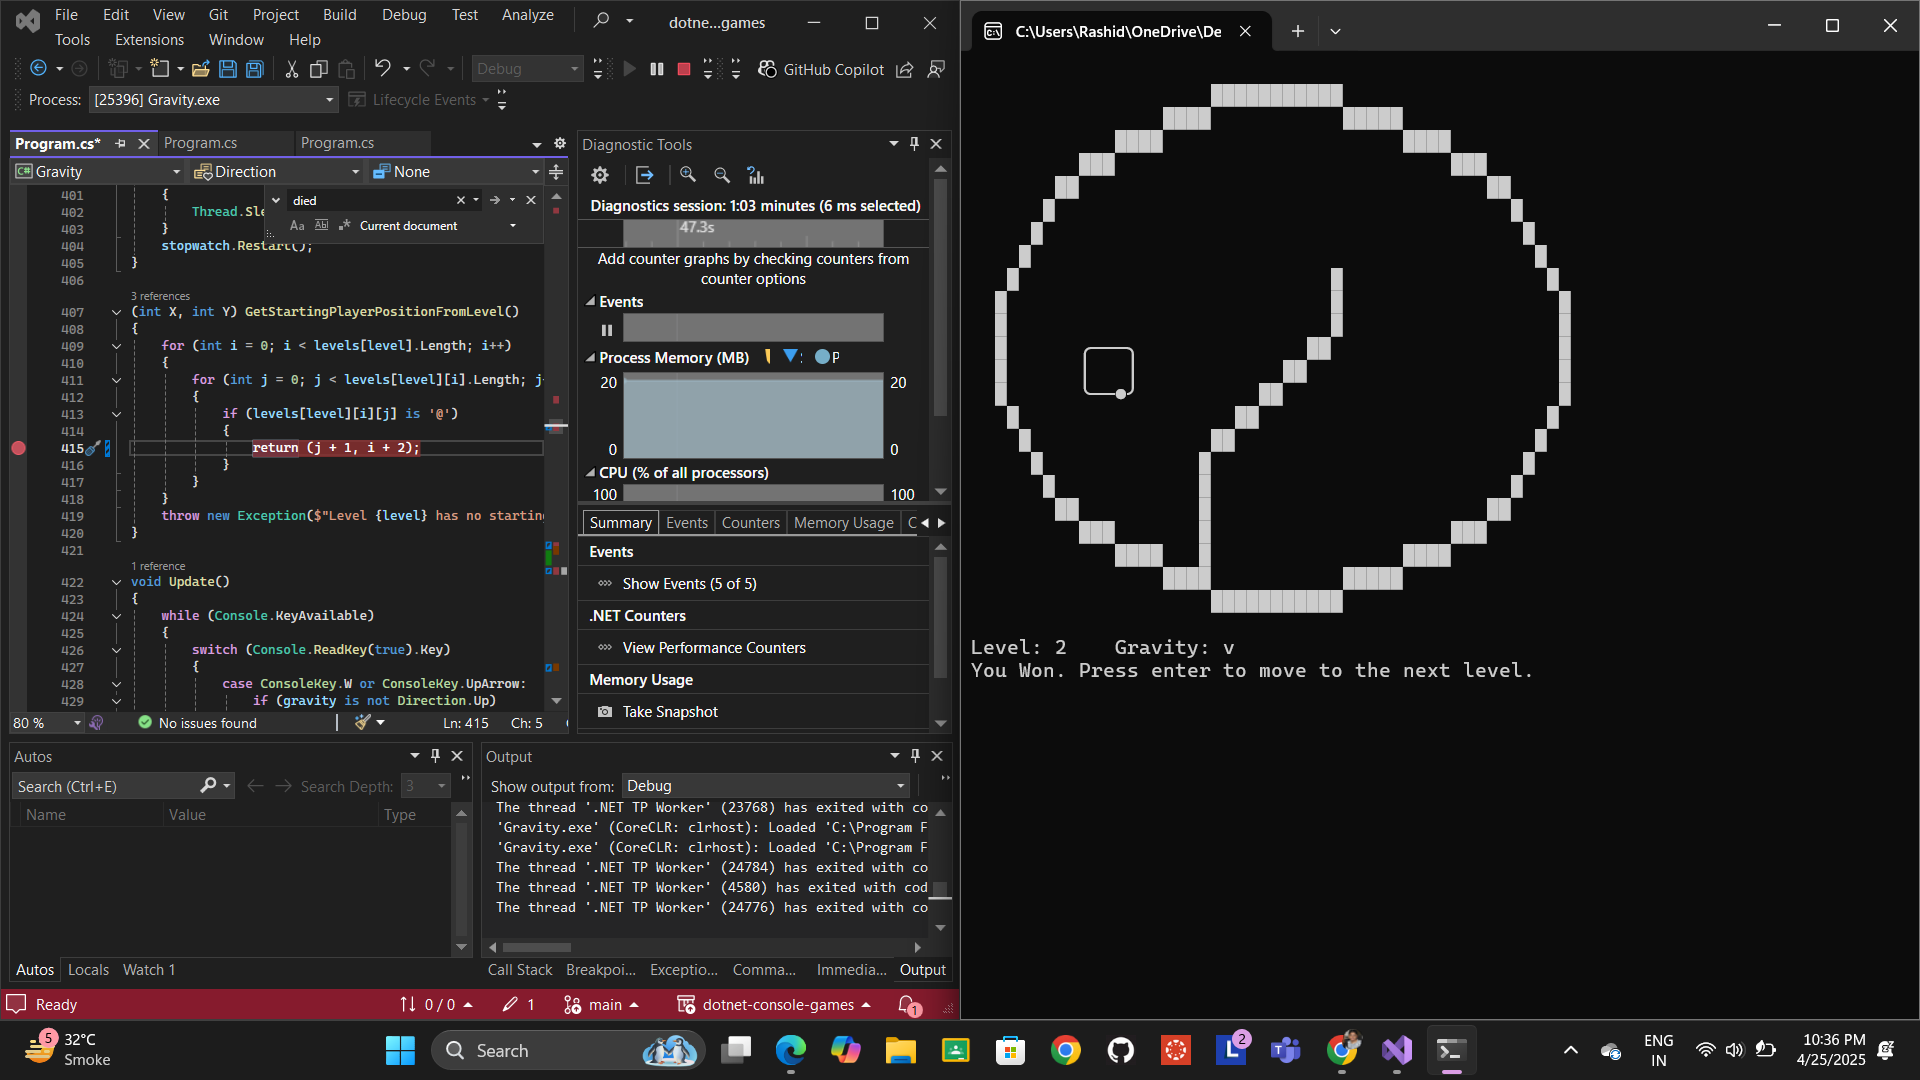 File Edit View Git Project Build Debug Test Analyze
Tools Extensions Window Help
dotne...games
Debug
GitHub Copilot
Process: [25396] Gravity.exe
Lifecycle Events
Program.cs* Program.cs Program.cs
Gravity Direction None
died
Aa Ab Current document
401 {
402 Thread.Sle
403 }
404 stopwatch.Restart();
405 }
406
3 references
407 (int X, int Y) GetStartingPlayerPositionFromLevel()
408 {
409 for (int i = 0; i < levels[level].Length; i++)
410 {
411 for (int j = 0; j < levels[level][i].Length; j
412 {
413 if (levels[level][i][j] is '@')
414 {
415 return (j + 1, i + 2);
416 }
417 }
418 }
419 throw new Exception($"Level {level} has no startin
420 }
421
1 reference
422 void Update()
423 {
424 while (Console.KeyAvailable)
425 {
426 switch (Console.ReadKey(true).Key)
427 {
428 case ConsoleKey.W or ConsoleKey.UpArrow:
429 if (gravity is not Direction.Up)
80 % No issues found Ln: 415 Ch: 5
Diagnostic Tools
Diagnostics session: 1:03 minutes (6 ms selected)
47.3s
Add counter graphs by checking counters from
counter options
Events
Process Memory (MB) P
20 20
0 0
CPU (% of all processors)
100 100
Summary Events Counters Memory Usage C
Events
Show Events (5 of 5)
.NET Counters
View Performance Counters
Memory Usage
Take Snapshot
Autos
Search (Ctrl+E) Search Depth: 3
Name Value Type
Autos Locals Watch 1
Output
Show output from: Debug
The thread '.NET TP Worker' (23768) has exited with co
'Gravity.exe' (CoreCLR: clrhost): Loaded 'C:\Program F
'Gravity.exe' (CoreCLR: clrhost): Loaded 'C:\Program F
The thread '.NET TP Worker' (24784) has exited with co
The thread '.NET TP Worker' (4580) has exited with cod
The thread '.NET TP Worker' (24776) has exited with co
Call Stack Breakpoi... Exceptio... Comma... Immedia... Output
Ready 0 / 0 1 main dotnet-console-games 1
C:\Users\Rashid\OneDrive\De
Level: 2 Gravity: v
You Won. Press enter to move to the next level.
5
32°C
Smoke
Search
2
ENG
IN
10:36 PM
4/25/2025